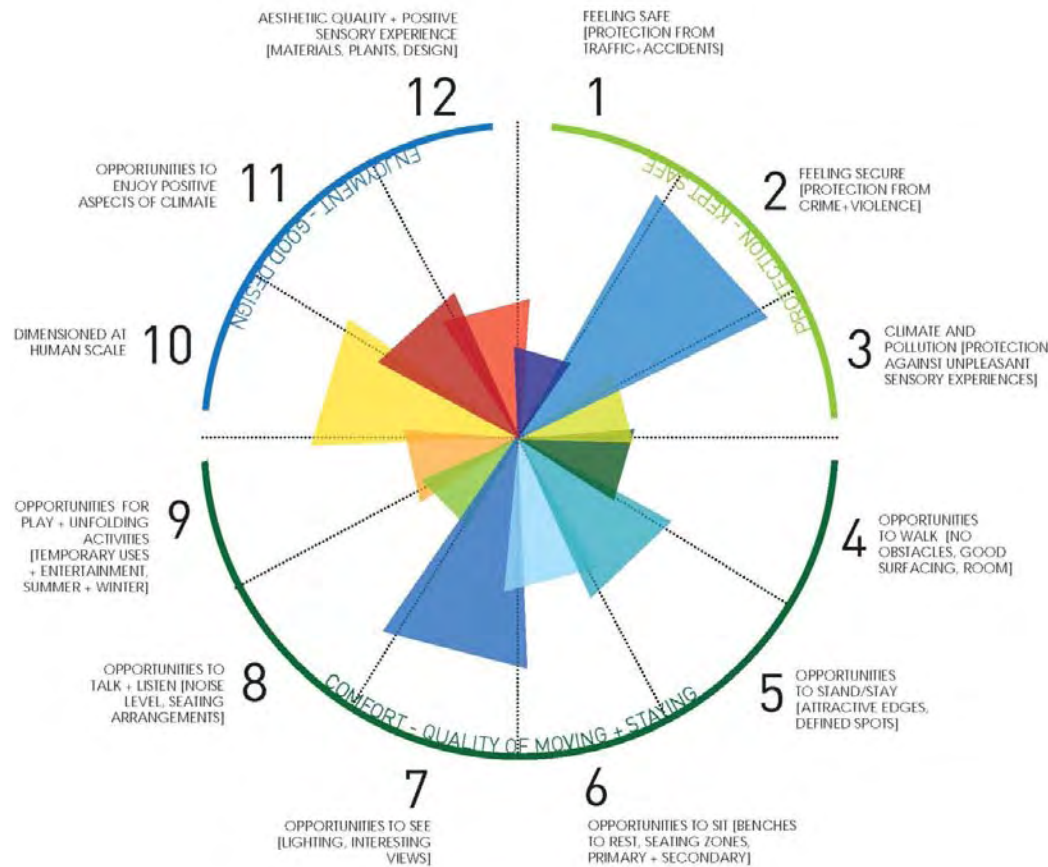 AESTHETIIC QUALITY + POSITIVE
SENSORY EXPERIENCE
[MATERIALS, PLANTS, DESIGN]
12
FEELING SAFE
[PROTECTION FROM
TRAFFIC+ACCIDENTS]
1
2
FEELING SECURE
[PROTECTION FROM
CRIME+VIOLENCE]
3
CLIMATE AND
POLLUTION [PROTECTION
AGAINST UNPLEASANT
SENSORY EXPERIENCES]
PROTECTION - KEPT SAFE
4
OPPORTUNITIES
TO WALK [NO
OBSTACLES, GOOD
SURFACING, ROOM]
5
OPPORTUNITIES
TO STAND/STAY
[ATTRACTIVE EDGES,
DEFINED SPOTS]
6
OPPORTUNITIES TO SIT [BENCHES
TO REST, SEATING ZONES,
PRIMARY + SECONDARY]
7
OPPORTUNITIES TO SEE
[LIGHTING, INTERESTING
VIEWS]
8
OPPORTUNITIES TO
TALK + LISTEN [NOISE
LEVEL, SEATING
ARRANGEMENTS]
9
OPPORTUNITIES FOR
PLAY + UNFOLDING
ACTIVITIES
[TEMPORARY USES
+ ENTERTAINMENT,
SUMMER + WINTER]
COMFORT - QUALITY OF MOVING + STAYING
10
DIMENSIONED AT
HUMAN SCALE
11
OPPORTUNITIES TO
ENJOY POSITIVE
ASPECTS OF CLIMATE
ENJOYMENT - GOOD DESIGN